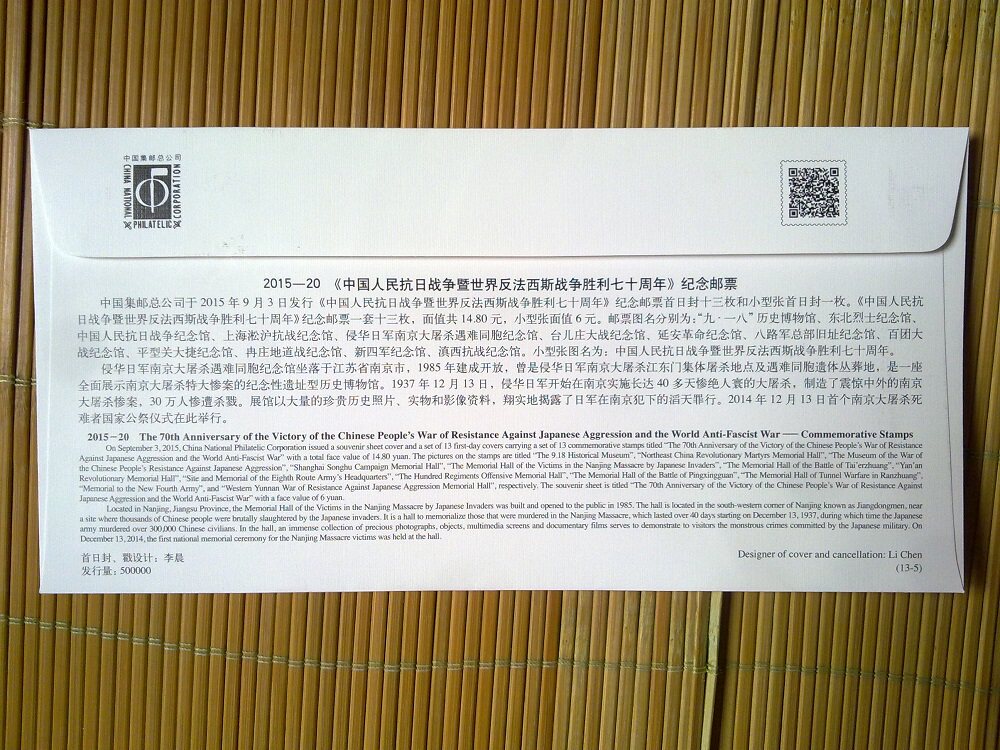 中国集邮总公司
CHINA NATIONAL
PHILATELIC
CORPORATION
2015—20 《中国人民抗日战争暨世界反法西斯战争胜利七十周年》纪念邮票
中国集邮总公司于 2015 年 9 月 3 日发行《中国人民抗日战争暨世界反法西斯战争胜利七十周年》纪念邮票首日封十三枚和小型张首日封一枚。《中国人民抗
日战争暨世界反法西斯战争胜利七十周年》纪念邮票一套十三枚，面值共 14.80 元，小型张面值 6 元。邮票图名分别为：“九·一八”历史博物馆、东北烈士纪念馆、
中国人民抗日战争纪念馆、上海淞沪抗战纪念馆、侵华日军南京大屠杀遇难同胞纪念馆、台儿庄大战纪念馆、延安革命纪念馆、八路军总部旧址纪念馆、百团大
战纪念馆、平型关大捷纪念馆、冉庄地道战纪念馆、新四军纪念馆、滇西抗战纪念馆。小型张图名为：中国人民抗日战争暨世界反法西斯战争胜利七十周年。
侵华日军南京大屠杀遇难同胞纪念馆坐落于江苏省南京市，1985 年建成开放，曾是侵华日军南京大屠杀江东门集体屠杀地点及遇难同胞遗体丛葬地，是一座
全面展示南京大屠杀特大惨案的纪念性遗址型历史博物馆。1937 年 12 月 13 日，侵华日军开始在南京实施长达 40 多天惨绝人寰的大屠杀，制造了震惊中外的南京
大屠杀惨案，30 万人惨遭杀戮。展馆以大量的珍贵历史照片、实物和影像资料，翔实地揭露了日军在南京犯下的滔天罪行。2014 年 12 月 13 日首个南京大屠杀死
难者国家公祭仪式在此举行。
2015－20 The 70th Anniversary of the Victory of the Chinese People's War of Resistance Against Japanese Aggression and the World Anti-Fascist War — Commemorative Stamps
On September 3, 2015, China National Philatelic Corporation issued a souvenir sheet cover and a set of 13 first-day covers carrying a set of 13 commemorative stamps titled “The 70th Anniversary of the Victory of the Chinese People's War of Resistance
Against Japanese Aggression and the World Anti-Fascist War” with a total face value of 14.80 yuan. The pictures on the stamps are titled “The 9.18 Historical Museum”, “Northeast China Revolutionary Martyrs Memorial Hall”, “The Museum of the War of
the Chinese People's Resistance Against Japanese Aggression”, “Shanghai Songhu Campaign Memorial Hall”, “The Memorial Hall of the Victims in the Nanjing Massacre by Japanese Invaders”, “The Memorial Hall of the Battle of Tai'erzhuang”, “Yan'an
Revolutionary Memorial Hall”, “Site and Memorial of the Eighth Route Army's Headquarters”, “The Hundred Regiments Offensive Memorial Hall”, “The Memorial Hall of the Battle of Pingxingguan”, “The Memorial Hall of Tunnel Warfare in Ranzhuang”,
“Memorial to the New Fourth Army”, and “Western Yunnan War of Resistance Against Japanese Aggression Memorial Hall”, respectively. The souvenir sheet is titled “The 70th Anniversary of the Victory of the Chinese People's War of Resistance Against
Japanese Aggression and the World Anti-Fascist War” with a face value of 6 yuan.
Located in Nanjing, Jiangsu Province, the Memorial Hall of the Victims in the Nanjing Massacre by Japanese Invaders was built and opened to the public in 1985. The hall is located in the south-western corner of Nanjing known as Jiangdongmen, near
a site where thousands of Chinese people were brutally slaughtered by the Japanese invaders. It is a hall to memorialize those that were murdered in the Nanjing Massacre, which lasted over 40 days starting on December 13, 1937, during which time the Japanese
army murdered over 300,000 Chinese civilians. In the hall, an immense collection of precious photographs, objects, multimedia screens and documentary films serves to demonstrate to visitors the monstrous crimes committed by the Japanese military. On
December 13, 2014, the first national memorial ceremony for the Nanjing Massacre victims was held at the hall.
首日封、戳设计：李晨
发行量：500000
Designer of cover and cancellation: Li Chen
(13-5)